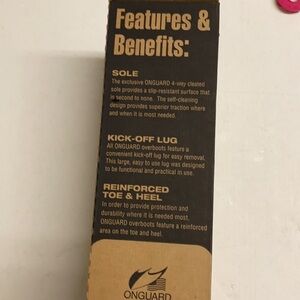 Features &
Benefits:
SOLE
The exclusive ONGUARD 4-way cleated
sole provides a slip-resistant surface that
is second to none. The self-cleaning
design provides superior traction where
and when it is most needed.
KICK-OFF LUG
All ONGUARD overboots feature a
convenient kick-off lug for easy removal.
This large, easy to use lug was designed
to be functional and practical in use.
REINFORCED
TOE & HEEL
In order to provide protection and
durability where it is needed most,
ONGUARD overboots feature a reinforced
area on the toe and heel.
ONGUARD